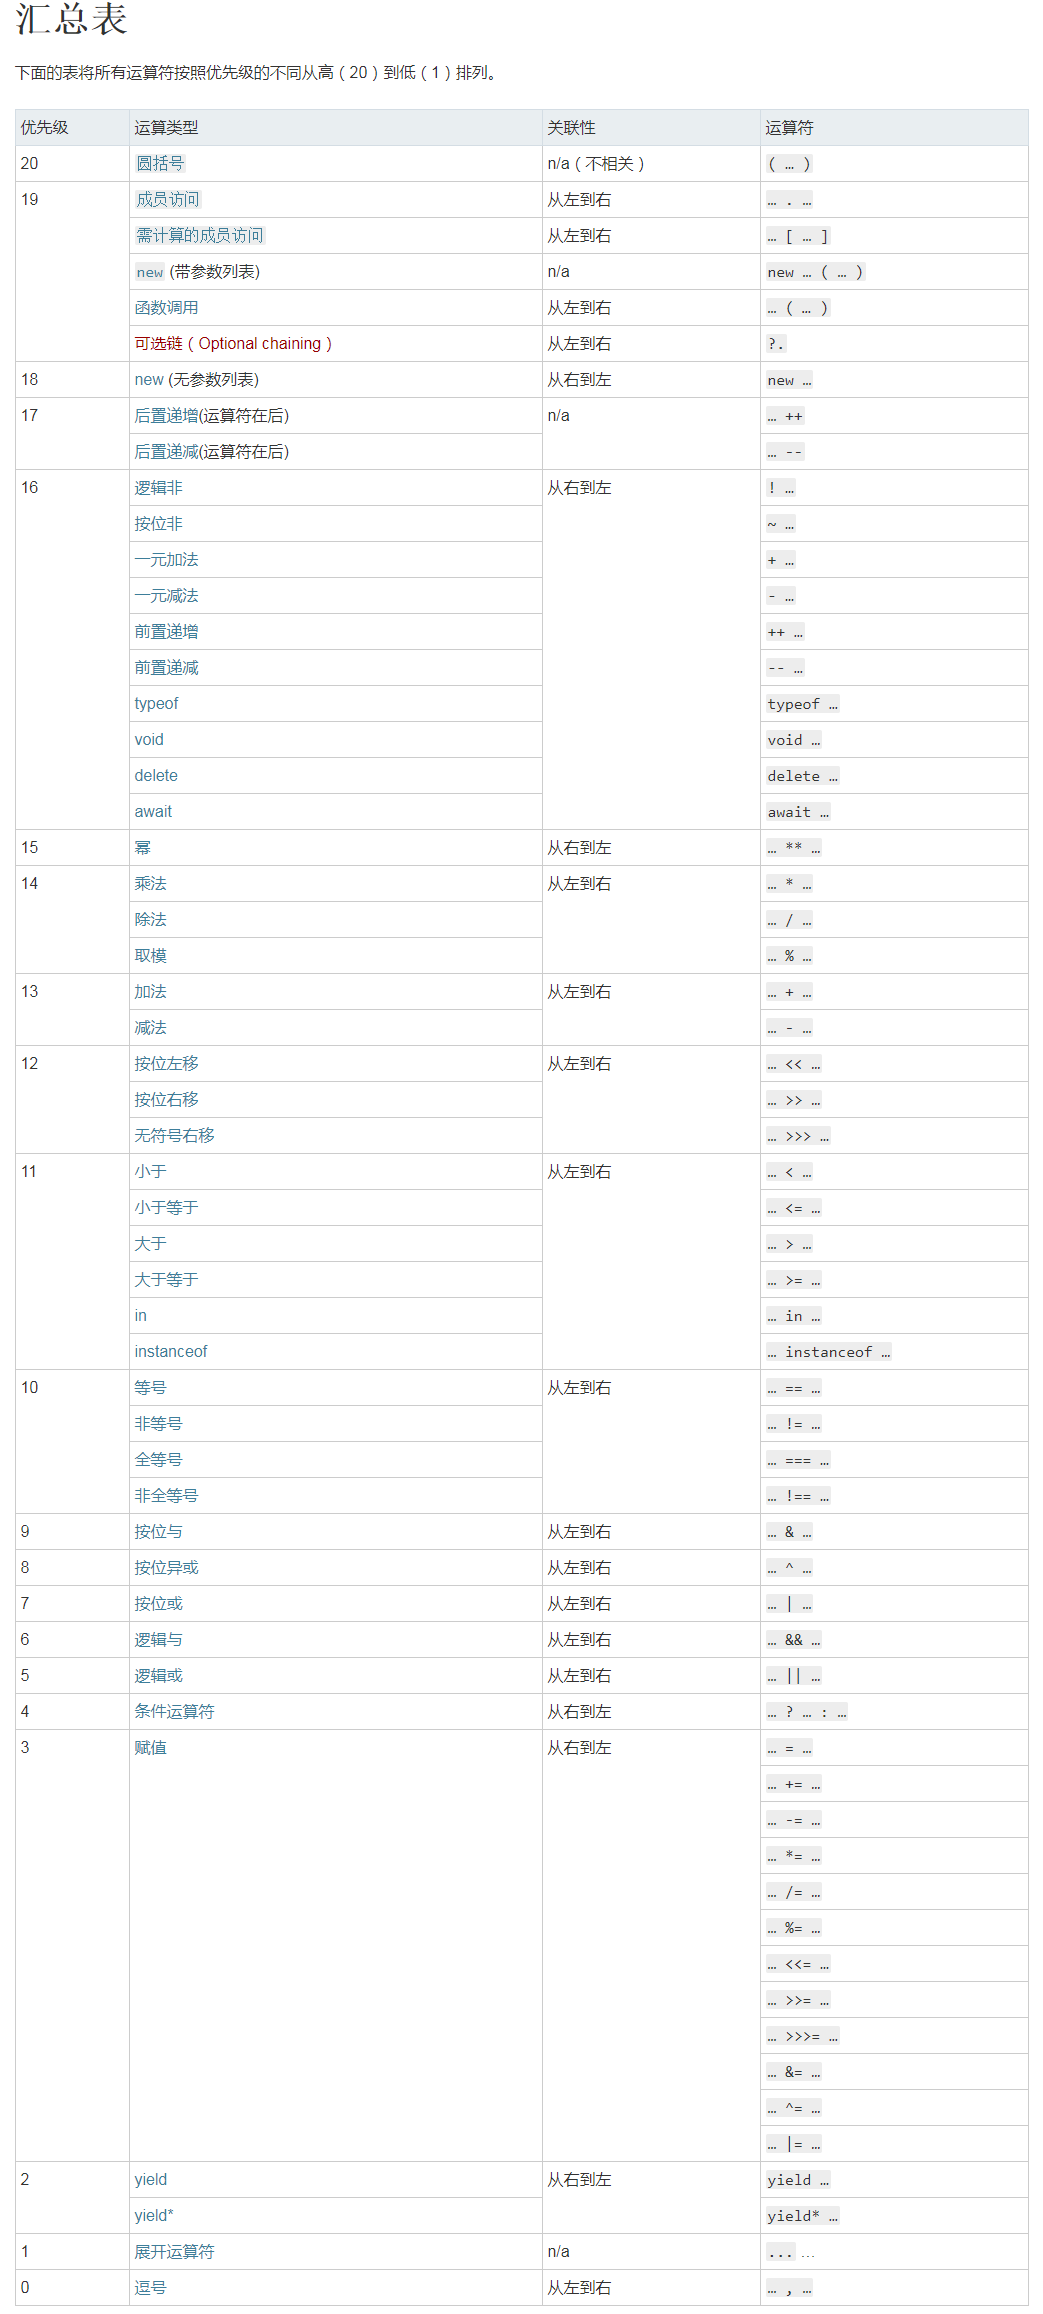 汇总表
下面的表将所有运算符按照优先级的不同从高（20）到低（1）排列。
优先级 运算类型 关联性 运算符
20 圆括号 n/a（不相关） ( … )
19 成员访问 从左到右 … . …
需计算的成员访问 从左到右 … [ … ]
new (带参数列表) n/a new … ( … )
函数调用 从左到右 … ( … )
可选链（Optional chaining） 从左到右 ?.
18 new (无参数列表) 从右到左 new …
17 后置递增(运算符在后) n/a … ++
后置递减(运算符在后) … --
16 逻辑非 从右到左 ! …
按位非 ~ …
一元加法 + …
一元减法 - …
前置递增 ++ …
前置递减 -- …
typeof typeof …
void void …
delete delete …
await await …
15 幂 从右到左 … ** …
14 乘法 从左到右 … * …
除法 … / …
取模 … % …
13 加法 从左到右 … + …
减法 … - …
12 按位左移 从左到右 … << …
按位右移 … >> …
无符号右移 … >>> …
11 小于 从左到右 … < …
小于等于 … <= …
大于 … > …
大于等于 … >= …
in … in …
instanceof … instanceof …
10 等号 从左到右 … == …
非等号 … != …
全等号 … === …
非全等号 … !== …
9 按位与 从左到右 … & …
8 按位异或 从左到右 … ^ …
7 按位或 从左到右 … | …
6 逻辑与 从左到右 … && …
5 逻辑或 从左到右 … || …
4 条件运算符 从右到左 … ? … : …
3 赋值 从右到左 … = …
… += …
… -= …
… *= …
… /= …
… %= …
… <<= …
… >>= …
… >>>= …
… &= …
… ^= …
… |= …
2 yield 从右到左 yield …
yield* yield* …
1 展开运算符 n/a ... …
0 逗号 从左到右 … , …